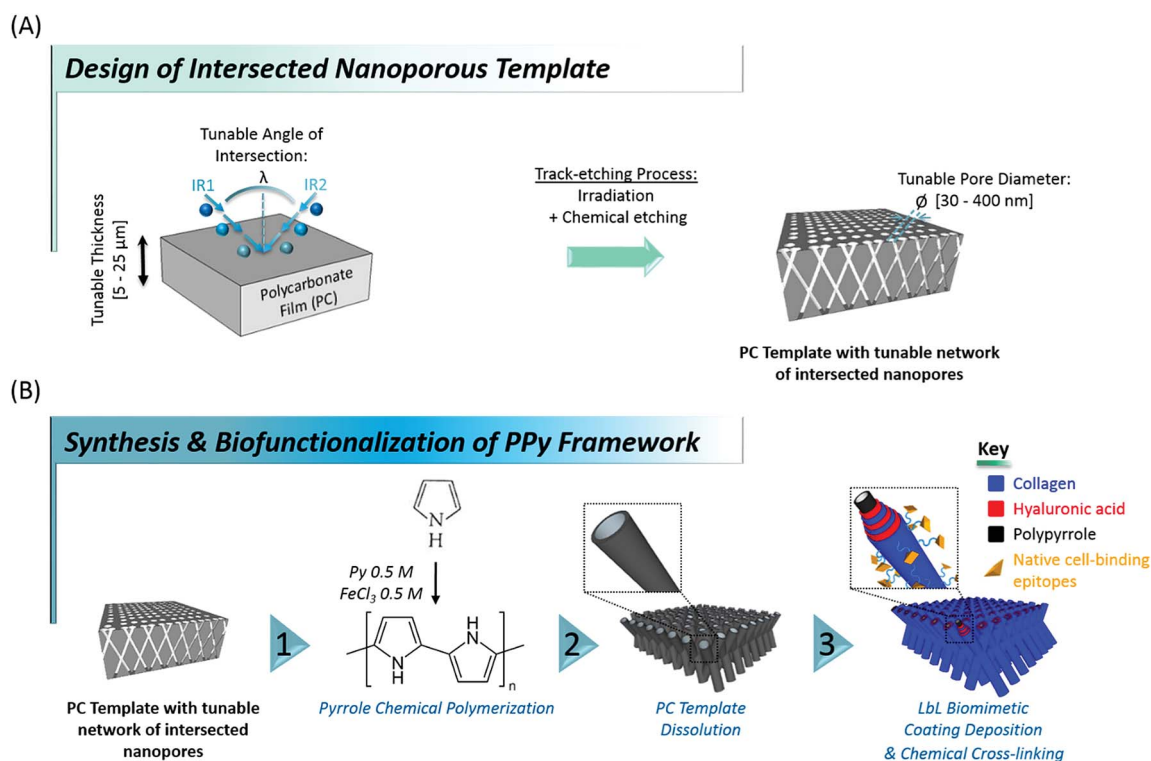 (A)
Design of Intersected Nanoporous Template
Tunable Angle of
Intersection:
λ
IR1
IR2
Tunable Thickness
[5 - 25 µm]
Polycarbonate
Film (PC)
Track-etching Process:
Irradiation
+ Chemical etching
Tunable Pore Diameter:
Ø [30 - 400 nm]
PC Template with tunable network
of intersected nanopores
(B)
Synthesis & Biofunctionalization of PPy Framework
PC Template with tunable
network of intersected
nanopores
1
N
H
Py 0.5 M
FeCl₃ 0.5 M
H
N
N
H
n
Pyrrole Chemical Polymerization
2
PC Template
Dissolution
3
Key
Collagen
Hyaluronic acid
Polypyrrole
Native cell-binding
epitopes
LbL Biomimetic
Coating Deposition
& Chemical Cross-linking